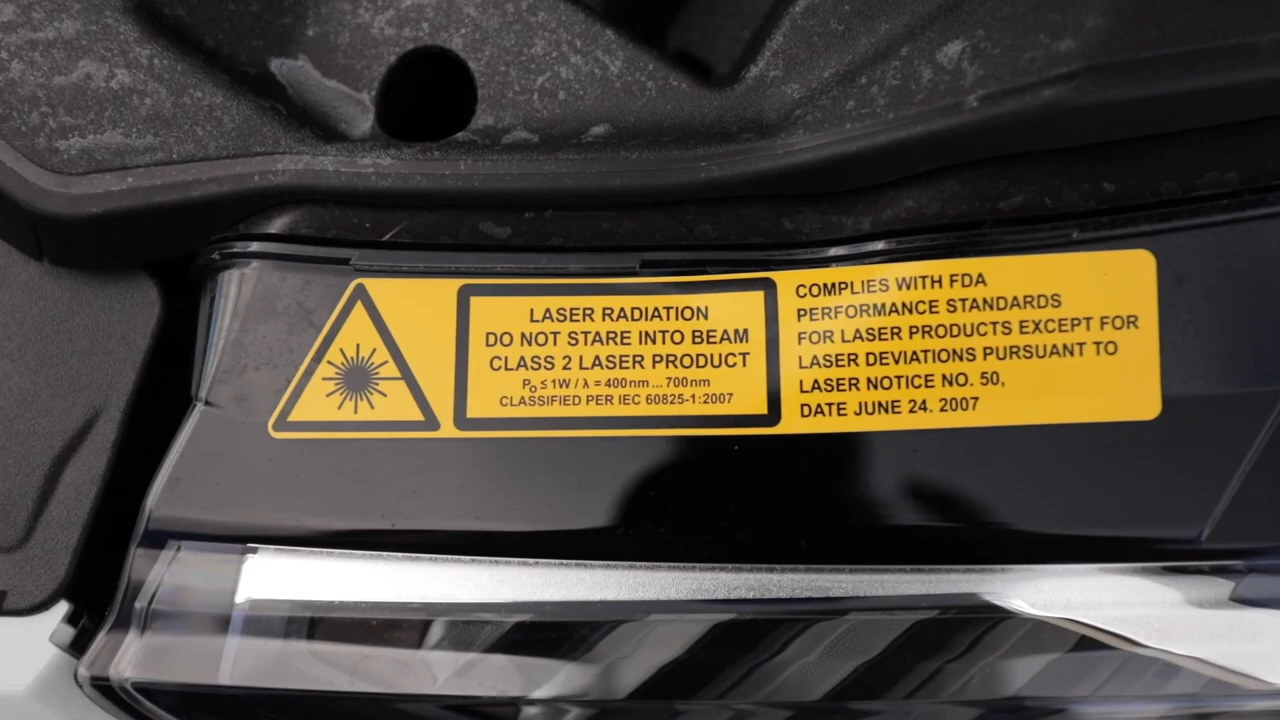 LASER RADIATION
DO NOT STARE INTO BEAM
CLASS 2 LASER PRODUCT
Po ≤ 1W / λ = 400nm ... 700nm
CLASSIFIED PER IEC 60825-1:2007
COMPLIES WITH FDA
PERFORMANCE STANDARDS
FOR LASER PRODUCTS EXCEPT FOR
LASER DEVIATIONS PURSUANT TO
LASER NOTICE NO. 50,
DATE JUNE 24. 2007